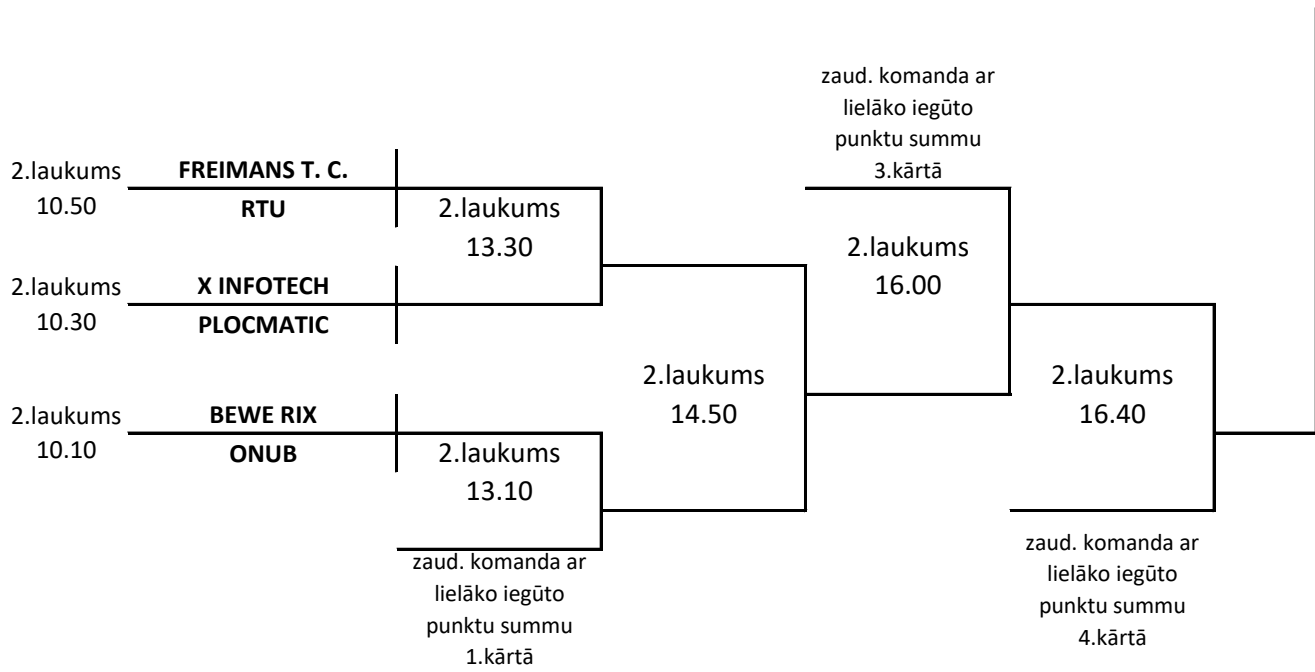 zaud. komanda ar
lielāko iegūto
punktu summu
3.kārtā
2.laukums
10.50
FREIMANS T. C.
RTU
2.laukums
13.30
2.laukums
16.00
2.laukums
10.30
X INFOTECH
PLOCMATIC
2.laukums
14.50
2.laukums
16.40
2.laukums
10.10
BEWE RIX
ONUB
2.laukums
13.10
zaud. komanda ar
lielāko iegūto
punktu summu
1.kārtā
zaud. komanda ar
lielāko iegūto
punktu summu
4.kārtā